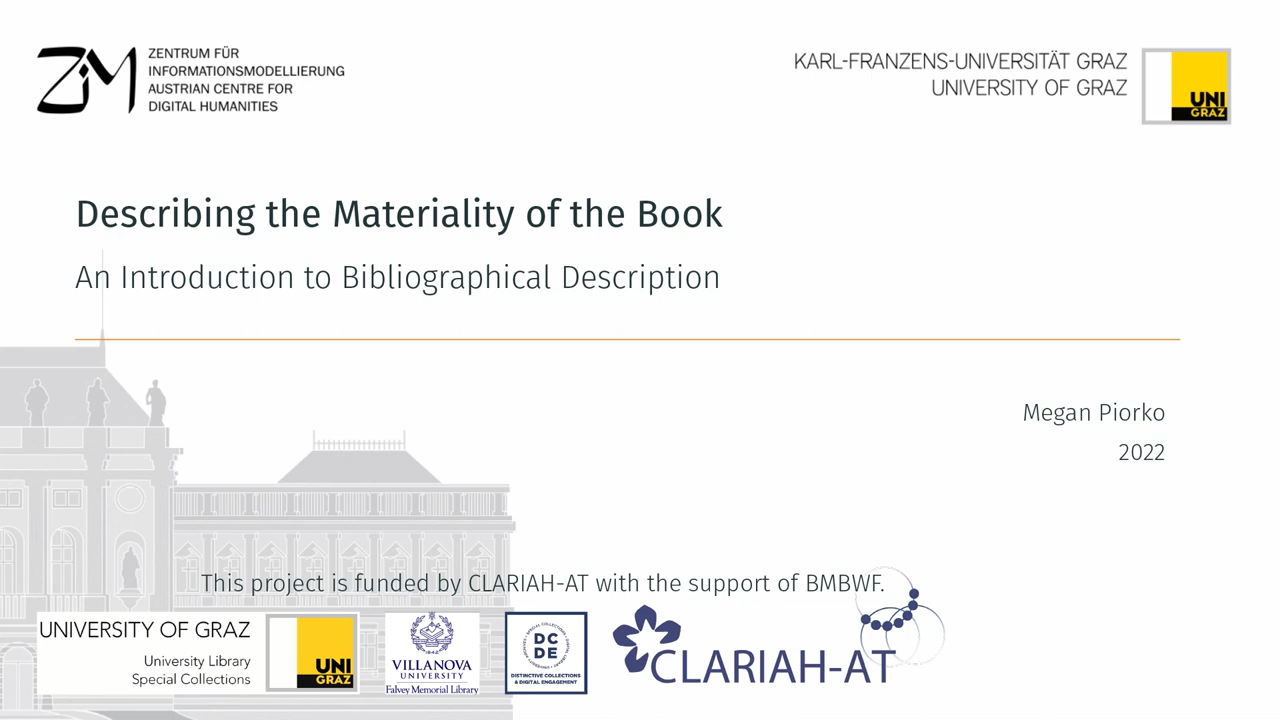 ZIM
ZENTRUM FÜR
INFORMATIONSMODELLIERUNG
AUSTRIAN CENTRE FOR
DIGITAL HUMANITIES
KARL-FRANZENS-UNIVERSITÄT GRAZ
UNIVERSITY OF GRAZ
UNI
GRAZ
Describing the Materiality of the Book
An Introduction to Bibliographical Description
Megan Piorko
2022
This project is funded by CLARIAH-AT with the support of BMBWF.
UNIVERSITY OF GRAZ
University Library
Special Collections
UNI
GRAZ
VILLANOVA
UNIVERSITY
Falvey Memorial Library
DC
DE
DISTINCTIVE COLLECTIONS
& DIGITAL ENGAGEMENT
CLARIAH-AT